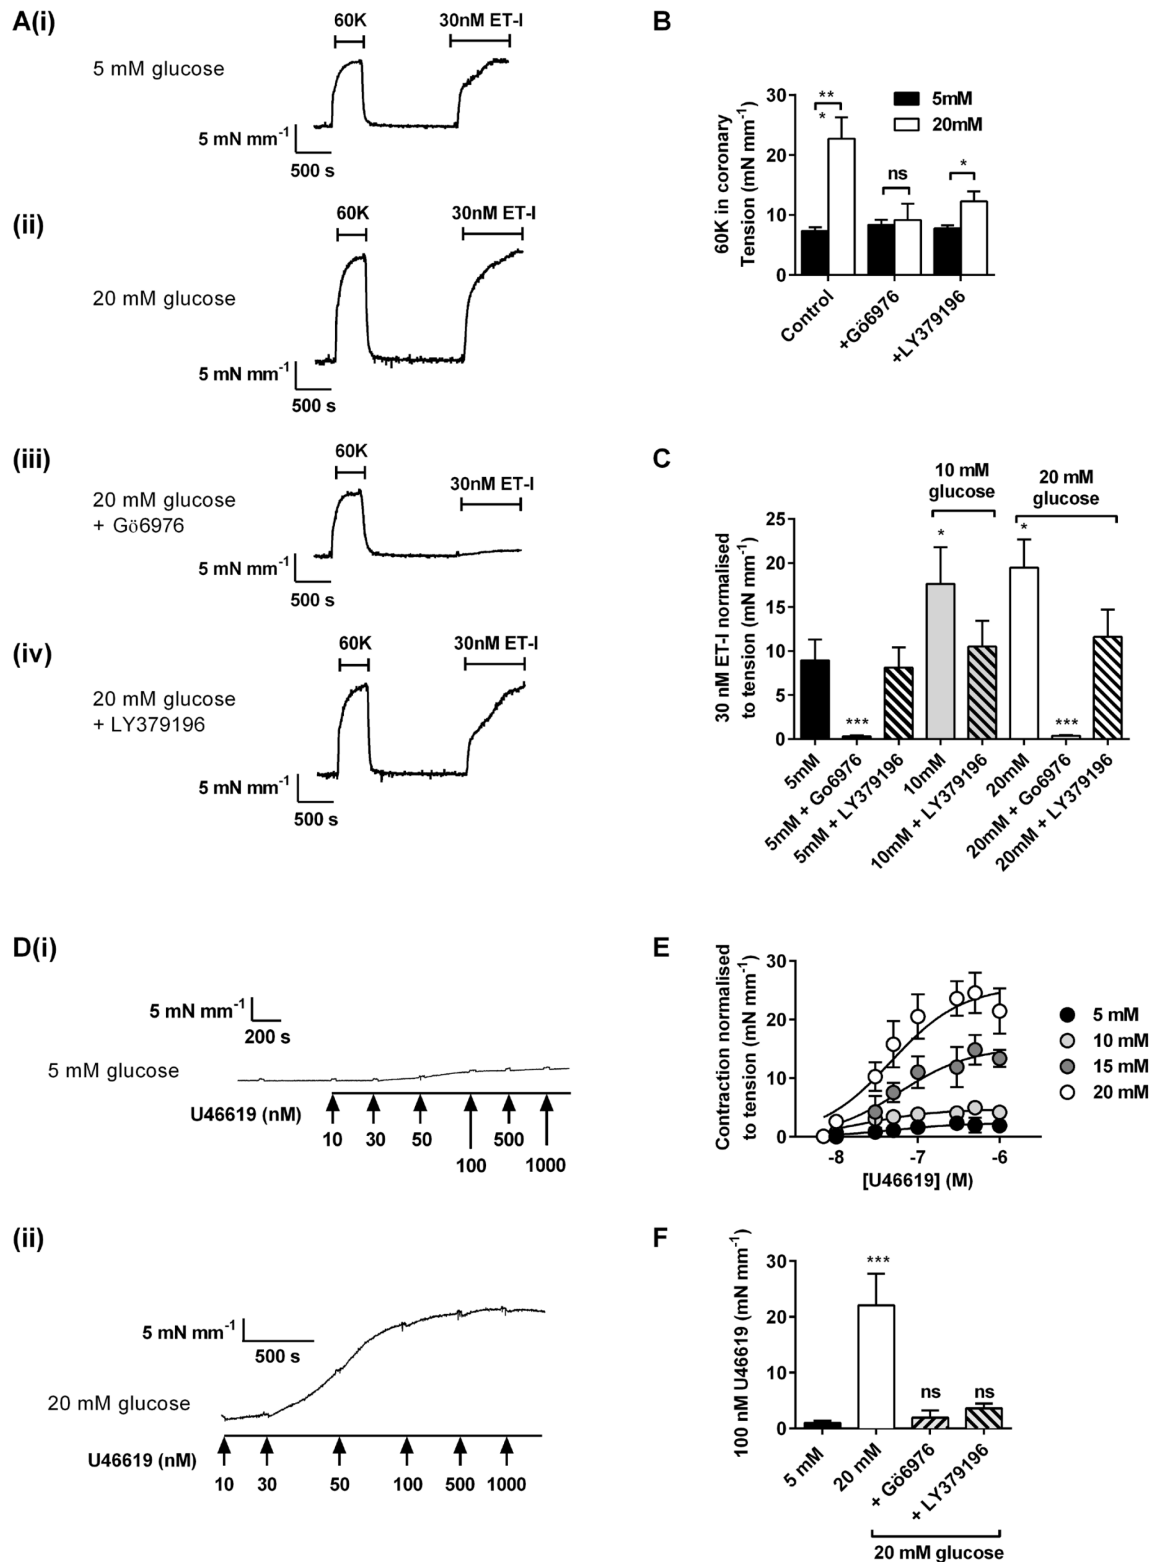 A(i)
60K
30nM ET-I
5 mM glucose
5 mN mm-1
500 s
(ii)
60K
30nM ET-I
20 mM glucose
5 mN mm-1
500 s
(iii)
60K
30nM ET-I
20 mM glucose
+ Gö6976
5 mN mm-1
500 s
(iv)
60K
30nM ET-I
20 mM glucose
+ LY379196
5 mN mm-1
500 s
B
60K in coronary
Tension (mN mm-1)
30
20
10
0
**
*
ns
*
5mM
20mM
Control
+Gö6976
+LY379196
C
30 nM ET-I normalised
to tension (mN mm-1)
10 mM
glucose
20 mM
glucose
25
20
15
10
5
0
***
*
*
***
5mM
5mM + Go6976
5mM + LY379196
10mM
10mM + LY379196
20mM
20mM + Go6976
20mM + LY379196
D(i)
5 mN mm-1
200 s
5 mM glucose
U46619 (nM)
10
30
50
100
500
1000
(ii)
5 mN mm-1
500 s
20 mM glucose
U46619 (nM)
10
30
50
100
500
1000
E
Contraction normalised
to tension (mN mm-1)
30
20
10
0
-8
-7
-6
[U46619] (M)
5 mM
10 mM
15 mM
20 mM
F
100 nM U46619 (mN mm-1)
30
20
10
0
***
ns
ns
5 mM
20 mM
+ Gö6976
+ LY379196
20 mM glucose